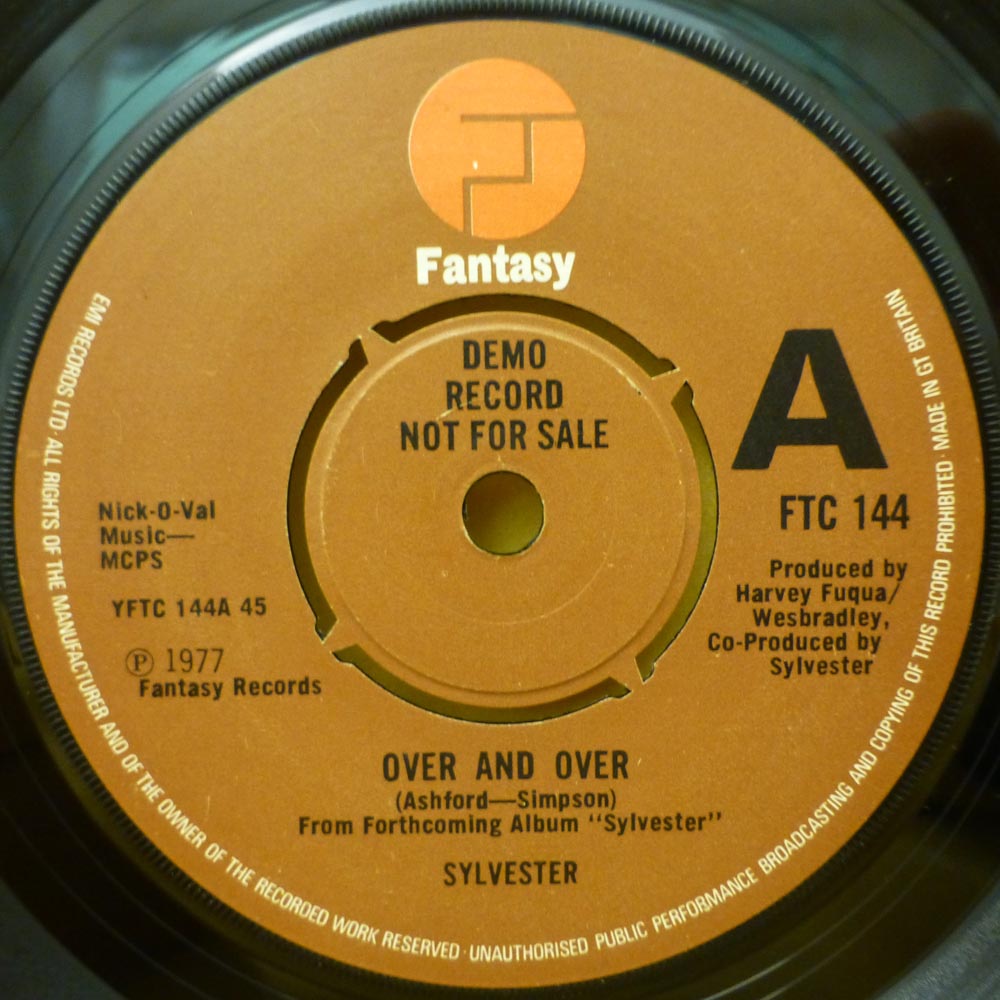 Fantasy
DEMO
RECORD
NOT FOR SALE
A
FTC 144
Nick-O-Val
Music—
MCPS
YFTC 144A 45
℗ 1977
Fantasy Records
Produced by
Harvey Fuqua/
Wesbradley,
Co-Produced by
Sylvester
OVER AND OVER
(Ashford—Simpson)
From Forthcoming Album "Sylvester"
SYLVESTER
EMI RECORDS LTD · ALL RIGHTS OF THE MANUFACTURER AND OF THE OWNER OF THE RECORDED WORK RESERVED · UNAUTHORISED PUBLIC PERFORMANCE BROADCASTING AND COPYING OF THIS RECORD PROHIBITED · MADE IN GT BRITAIN